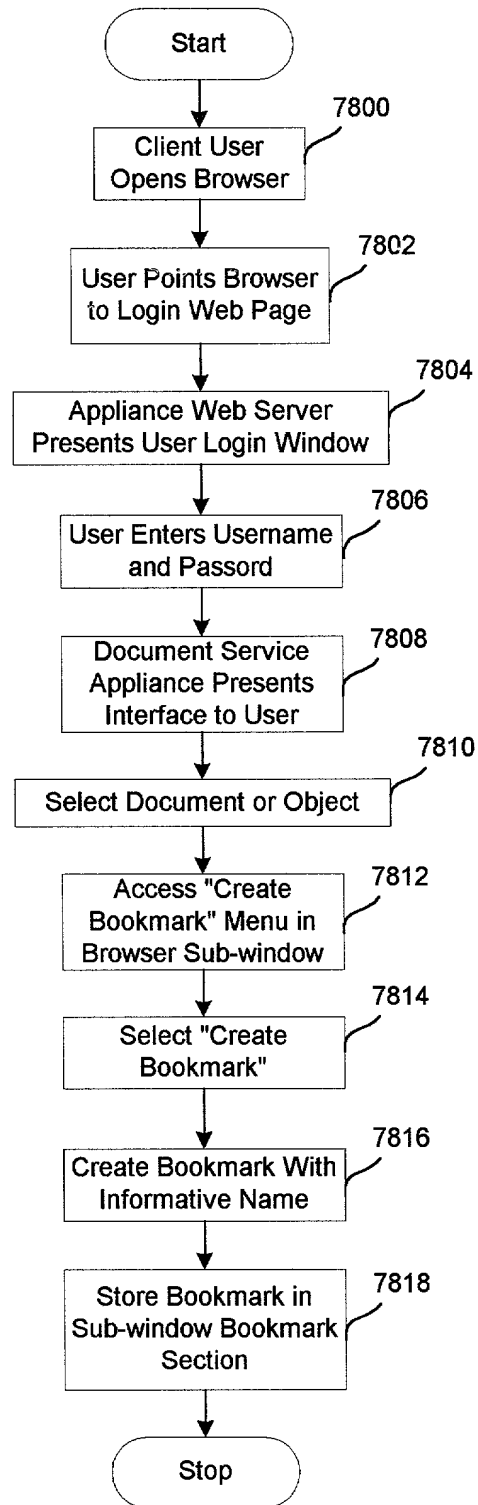 Start
7800
Client User
Opens Browser
7802
User Points Browser
to Login Web Page
7804
Appliance Web Server
Presents User Login Window
7806
User Enters Username
and Passord
7808
Document Service
Appliance Presents
Interface to User
7810
Select Document or Object
7812
Access "Create
Bookmark" Menu in
Browser Sub-window
7814
Select "Create
Bookmark"
7816
Create Bookmark With
Informative Name
7818
Store Bookmark in
Sub-window Bookmark
Section
Stop